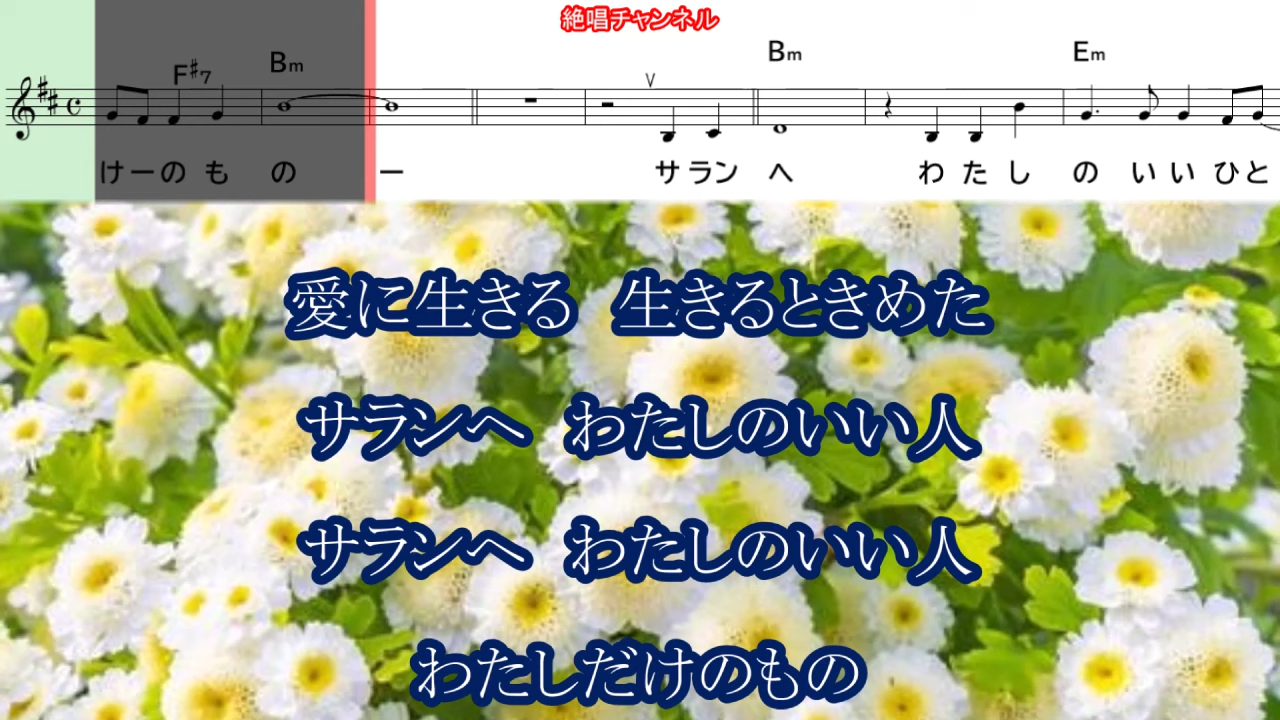 絶唱チャンネル
F♯7 Bm Bm Em
けーのもの ー サラン へ わたし の いい ひと
愛に生きる 生きるときめた
サランヘ わたしのいい人
サランヘ わたしのいい人
わたしだけのもの